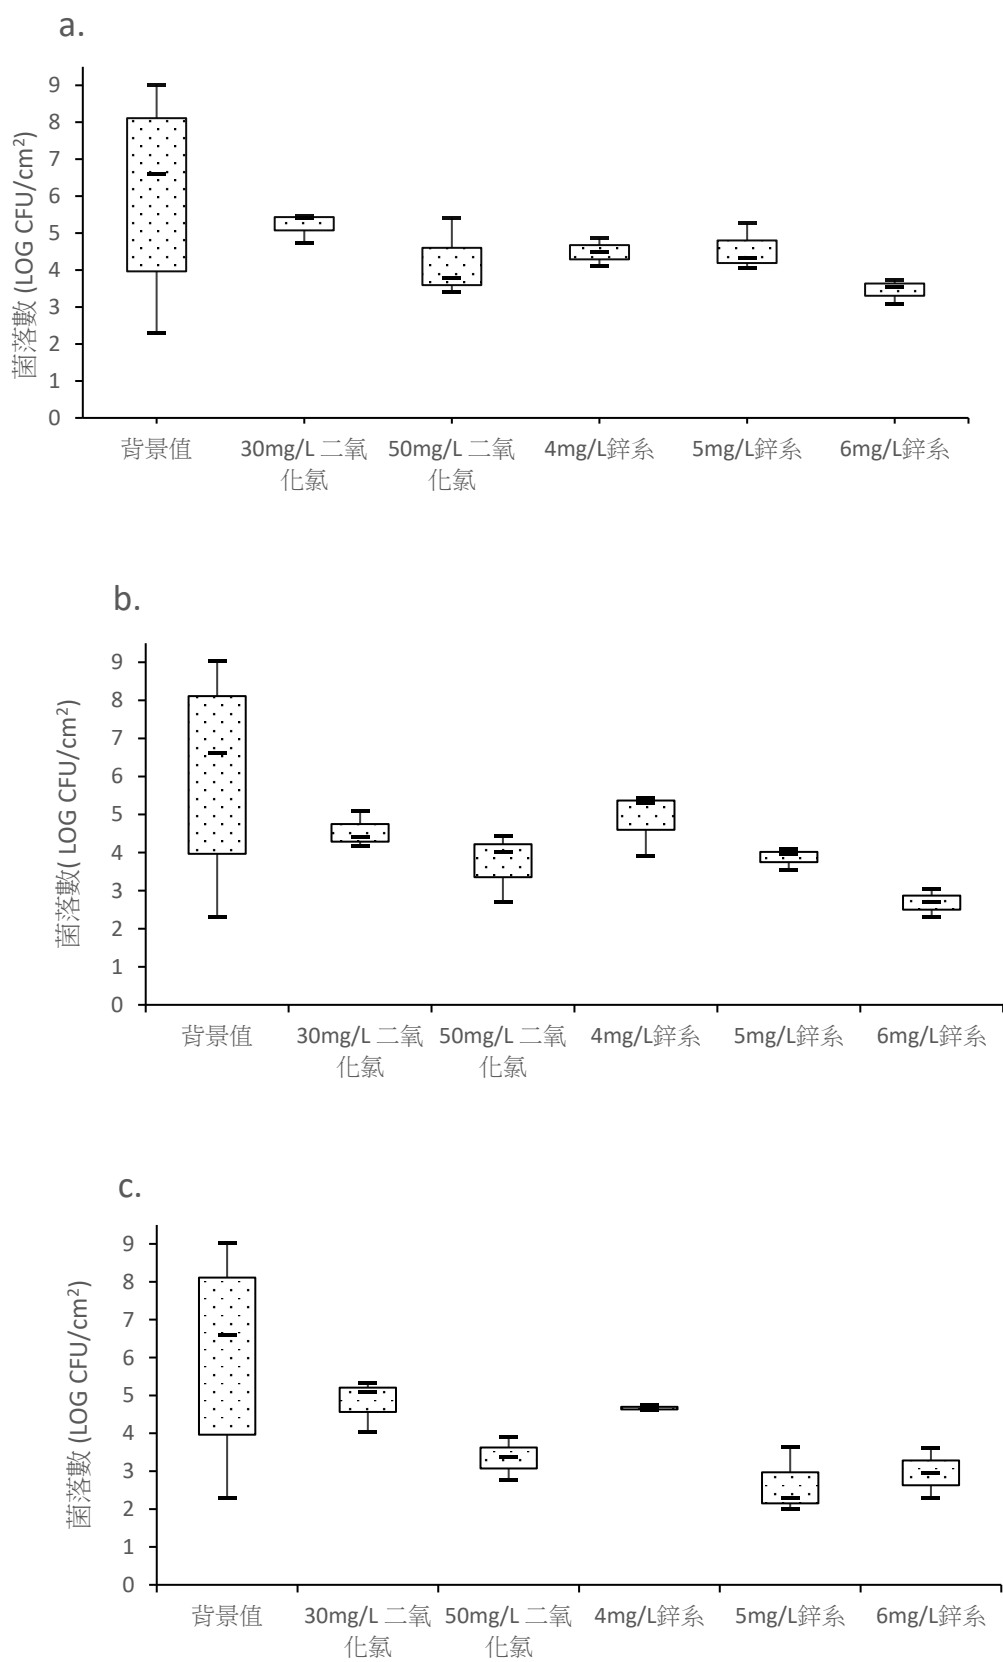 a.
菌落數 (LOG CFU/cm²)
9
8
7
6
5
4
3
2
1
0
背景值
30mg/L 二氧
化氯
50mg/L 二氧
化氯
4mg/L鋅系
5mg/L鋅系
6mg/L鋅系
b.
菌落數( LOG CFU/cm²)
9
8
7
6
5
4
3
2
1
0
背景值
30mg/L 二氧
化氯
50mg/L 二氧
化氯
4mg/L鋅系
5mg/L鋅系
6mg/L鋅系
c.
菌落數 (LOG CFU/cm²)
9
8
7
6
5
4
3
2
1
0
背景值
30mg/L 二氧
化氯
50mg/L 二氧
化氯
4mg/L鋅系
5mg/L鋅系
6mg/L鋅系